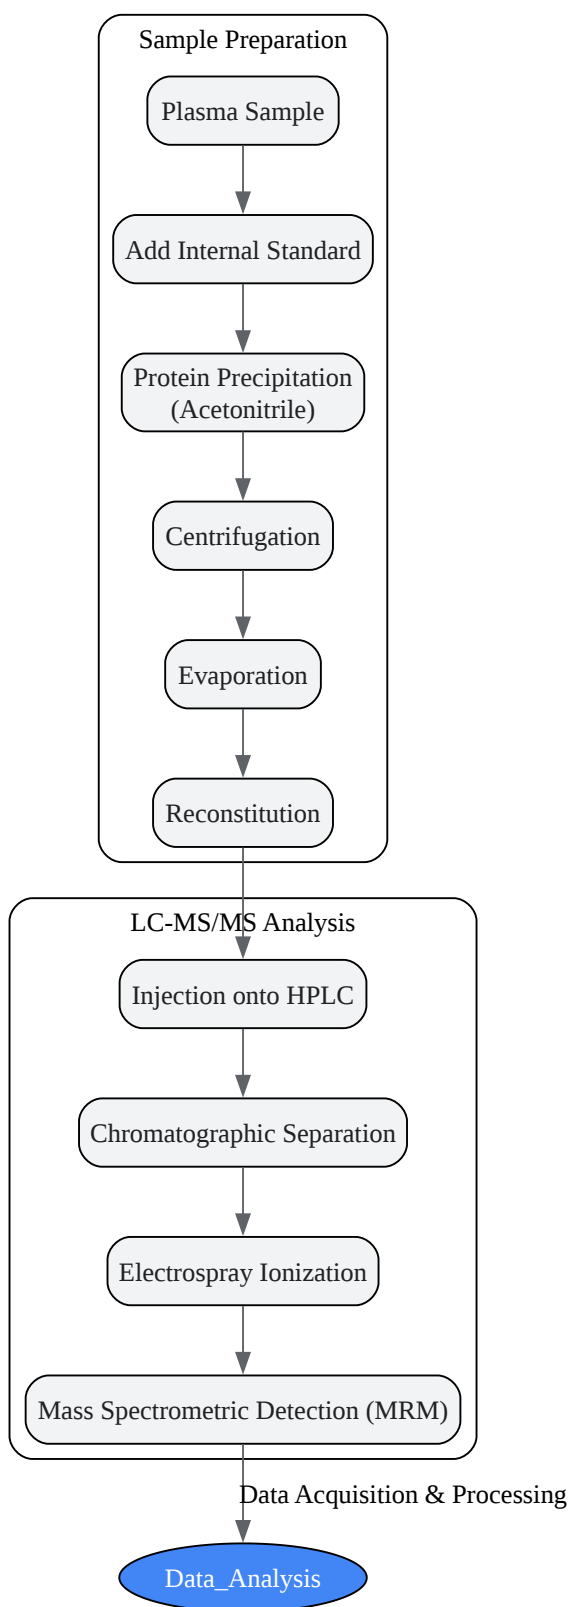 Sample Preparation
Plasma Sample
Add Internal Standard
Protein Precipitation
(Acetonitrile)
Centrifugation
Evaporation
Reconstitution
LC-MS/MS Analysis
Injection onto HPLC
Chromatographic Separation
Electrospray Ionization
Mass Spectrometric Detection (MRM)
Data Acquisition & Processing
Data_Analysis